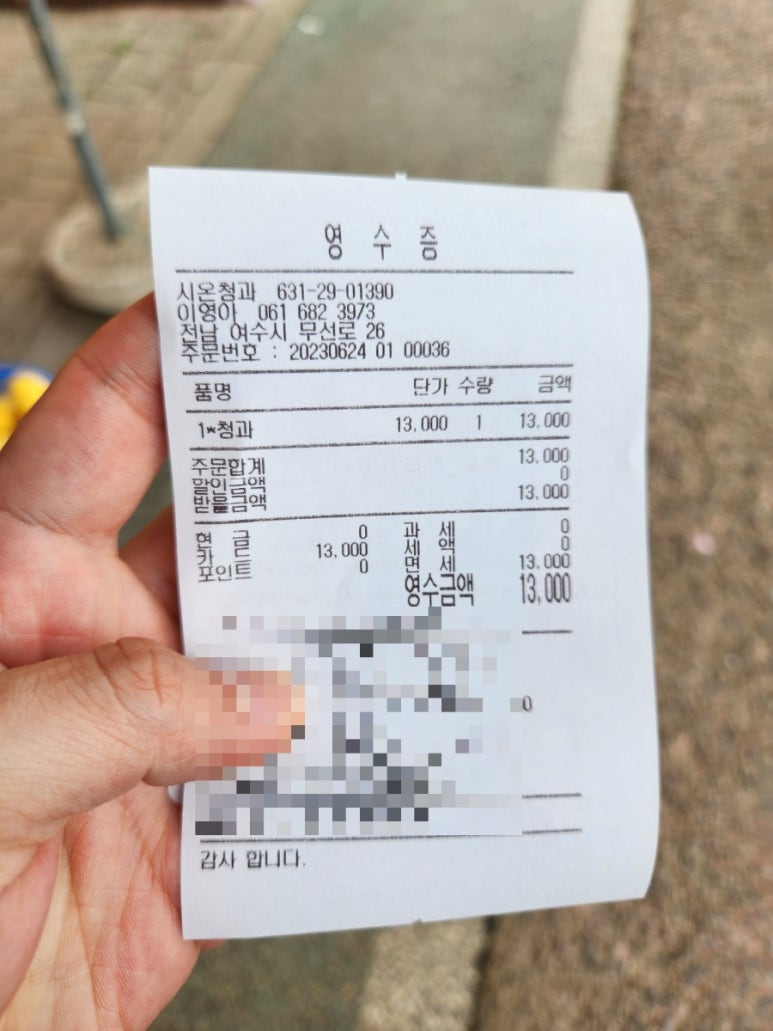 영 수 증
시온청과 631-29-01390
이영아 061 682 3973
전남 여수시 무선로 26
주문번호 : 20230624 01 00036
품명 단가 수량 금액
1*청과 13,000 1 13,000
주문합계 13,000
할인금액 0
받을금액 13,000
현 금 0 과 세 0
카 드 13,000 세 액 0
포인트 0 면 세 13,000
영수금액 13,000
0
감사 합니다.